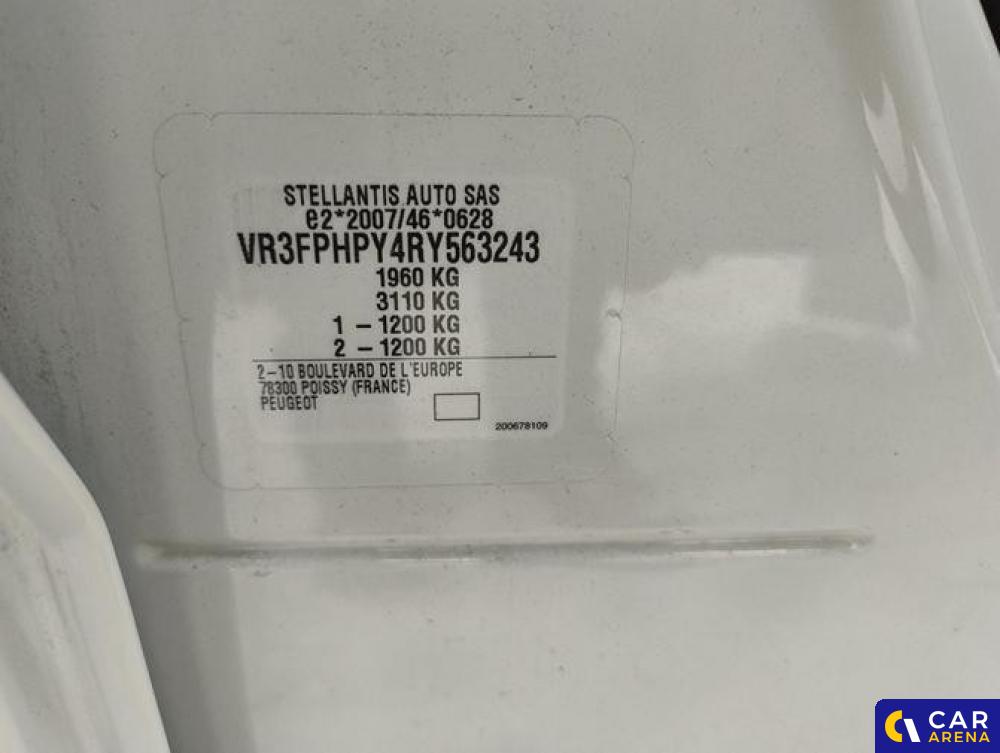 STELLANTIS AUTO SAS
e2*2007/46*0628
VR3FPHPY4RY563243
1960 KG
3110 KG
1 – 1200 KG
2 – 1200 KG
2–10 BOULEVARD DE L'EUROPE
78300 POISSY (FRANCE)
PEUGEOT
200678109
CAR
ARENA